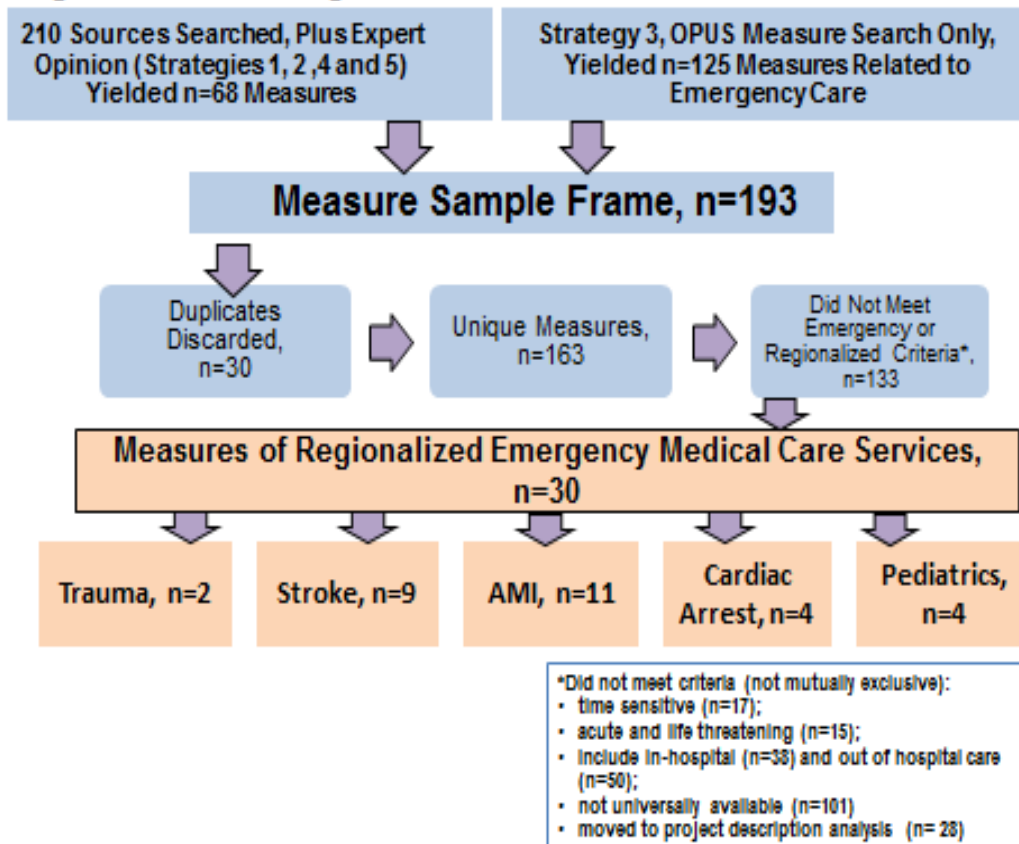 210 Sources Searched, Plus Expert
Opinion (Strategies 1, 2 ,4 and 5)
Yielded n=68 Measures
Strategy 3, OPUS Measure Search Only,
Yielded n=125 Measures Related to
Emergency Care
Measure Sample Frame, n=193
Duplicates
Discarded,
n=30
Unique Measures,
n=163
Did Not Meet
Emergency or
Regionalized Criteria*,
n=133
Measures of Regionalized Emergency Medical Care Services,
n=30
Trauma, n=2
Stroke, n=9
AMI, n=11
Cardiac
Arrest, n=4
Pediatrics,
n=4
*Did not meet criteria (not mutually exclusive):
• time sensitive (n=17);
• acute and life threatening (n=15);
• include in-hospital (n=38) and out of hospital care
(n=50);
• not universally available (n=101)
• moved to project description analysis (n= 28)